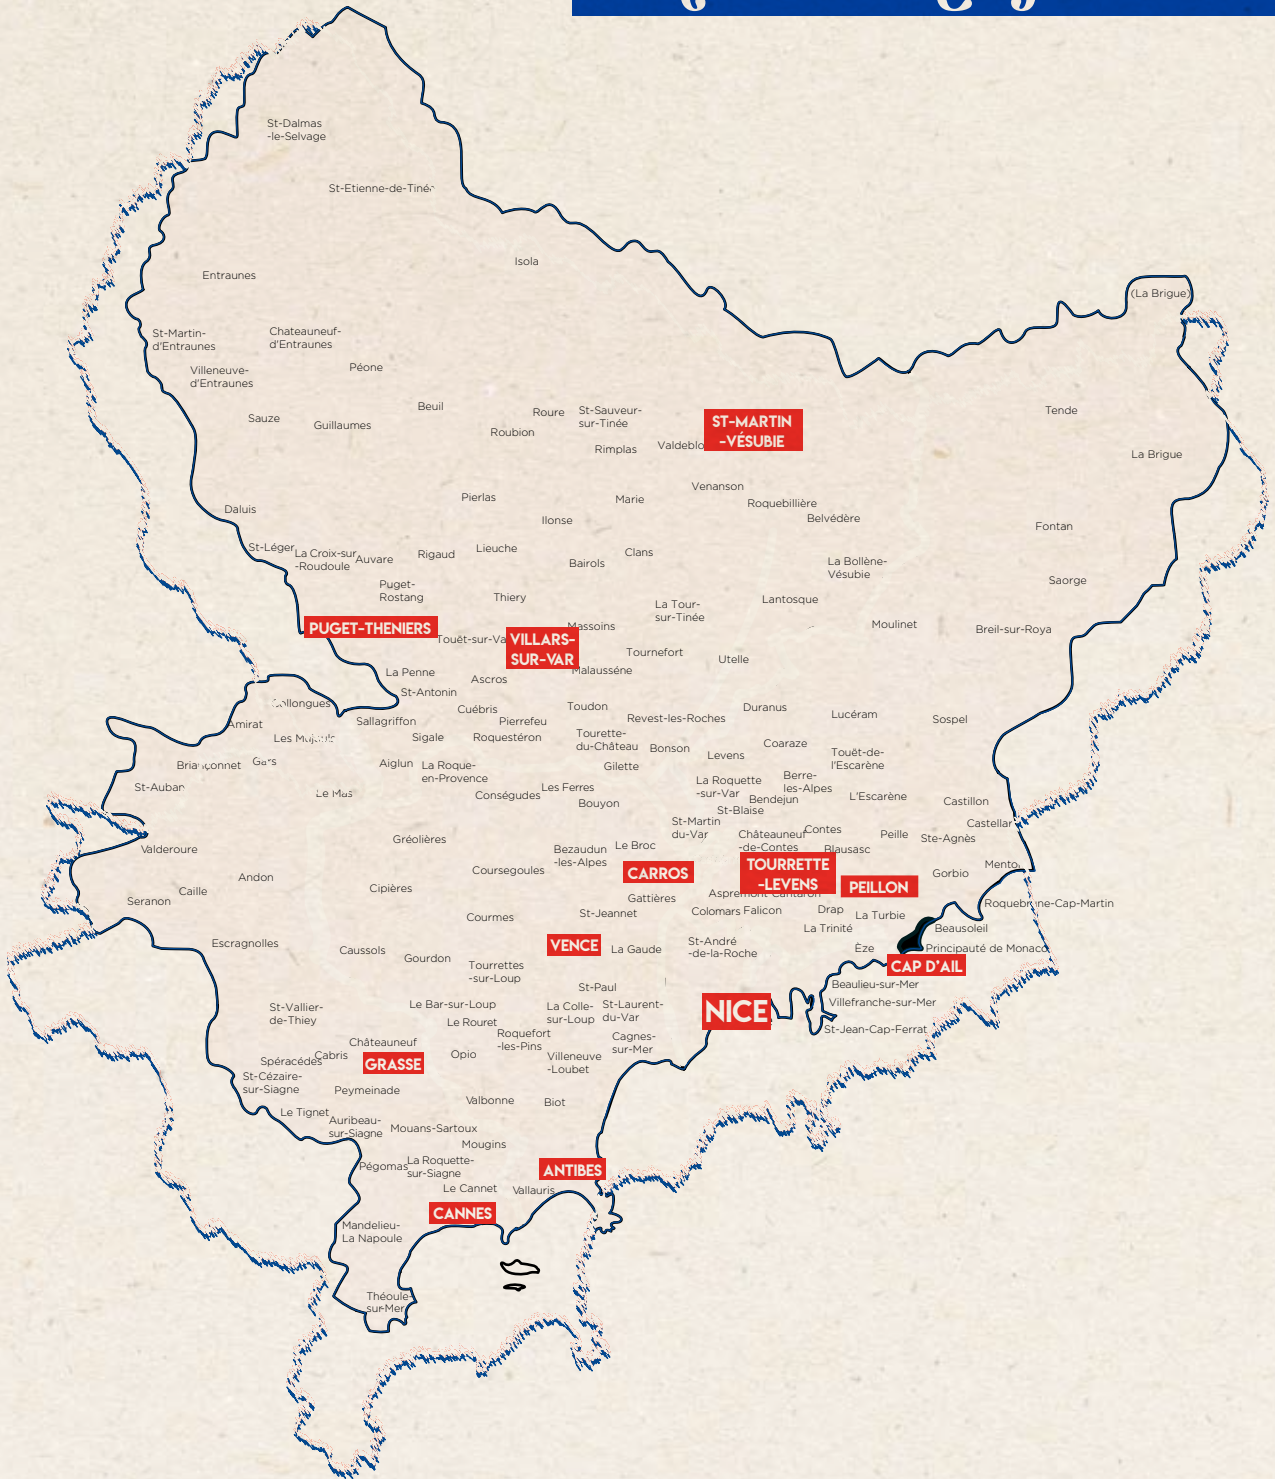 St-Dalmas
-le-Selvage
St-Etienne-de-Tinée
Isola
Entraunes
(La Brigue)
St-Martin-
d'Entraunes
Chateauneuf-
d'Entraunes
Villeneuve-
d'Entraunes
Péone
Beuil
Sauze
Guillaumes
Roure
St-Sauveur-
sur-Tinée
Roubion
Rimplas
ST-MARTIN
-VÉSUBIE
Tende
La Brigue
Venanson
Pierlas
Marie
Roquebillière
Daluis
Ilonse
Belvédère
Fontan
St-Léger
La Croix-sur
-Roudoule
Auvare
Rigaud
Lieuche
Bairols
Clans
La Bollène-
Vésubie
Saorge
Puget-
Rostang
Thiery
La Tour-
sur-Tinée
Lantosque
PUGET-THENIERS
Massoins
Moulinet
Breil-sur-Roya
VILLARS-
SUR-VAR
Tournefort
Utelle
La Penne
Ascros
Malausséne
St-Antonin
Collongues
Cuébris
Toudon
Duranus
Amirat
Sallagriffon
Pierrefeu
Revest-les-Roches
Lucéram
Sospel
Sigale
Roquestéron
Tourette-
du-Château
Bonson
Levens
Coaraze
Touët-de-
l'Escarène
Aiglun
La Roque-
en-Provence
Gilette
La Roquette
-sur-Var
Berre-
les-Alpes
Le Mas
Conségudes
Les Ferres
Bouyon
Bendejun
L'Escarène
Castillon
St-Blaise
St-Martin
du-Var
Châteauneuf
-de-Contes
Contes
Peille
Ste-Agnès
Castellar
Valderoure
Gréolières
Bezaudun
-les-Alpes
Le Broc
Blausasc
Coursegoules
CARROS
TOURRETTE
-LEVENS
PEILLON
Gorbio
Andon
Cipières
Caille
Seranon
Gattières
Aspremont
Cantaron
Roquebrune-Cap-Martin
Courmes
St-Jeannet
Colomars
Falicon
Drap
La Turbie
Beausoleil
Escragnolles
Caussols
Gourdon
VENCE
La Gaude
St-André
-de-la-Roche
La Trinité
Èze
Principauté de Monaco
CAP D'AIL
Tourrettes
-sur-Loup
St-Paul
Beaulieu-sur-Mer
Villefranche-sur-Mer
St-Jean-Cap-Ferrat
St-Vallier-
de-Thiey
Le Bar-sur-Loup
La Colle-
sur-Loup
St-Laurent-
du-Var
NICE
Le Rouret
Roquefort
-les-Pins
Cagnes-
sur-Mer
Châteauneuf
Spéracédes
Cabris
GRASSE
Opio
Villeneuve
-Loubet
St-Cézaire-
sur-Siagne
Peymeinade
Valbonne
Biot
Le Tignet
Auribeau-
sur-Siagne
Mouans-Sartoux
Mougins
Pégomas
La Roquette-
sur-Siagne
ANTIBES
Le Cannet
Vallauris
CANNES
Mandelieu-
La Napoule
Théoule-
sur-Mer